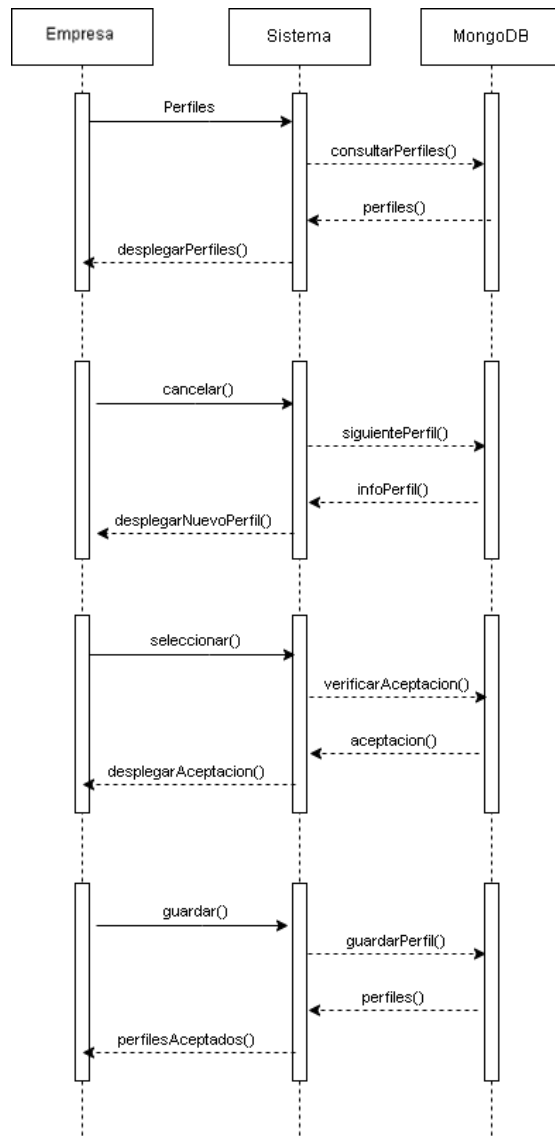 Empresa
Sistema
MongoDB
Perfiles
consultarPerfiles()
perfiles()
desplegarPerfiles()
cancelar()
siguientePerfil()
infoPerfil()
desplegarNuevoPerfil()
seleccionar()
verificarAceptacion()
aceptacion()
desplegarAceptacion()
guardar()
guardarPerfil()
perfiles()
perfilesAceptados()